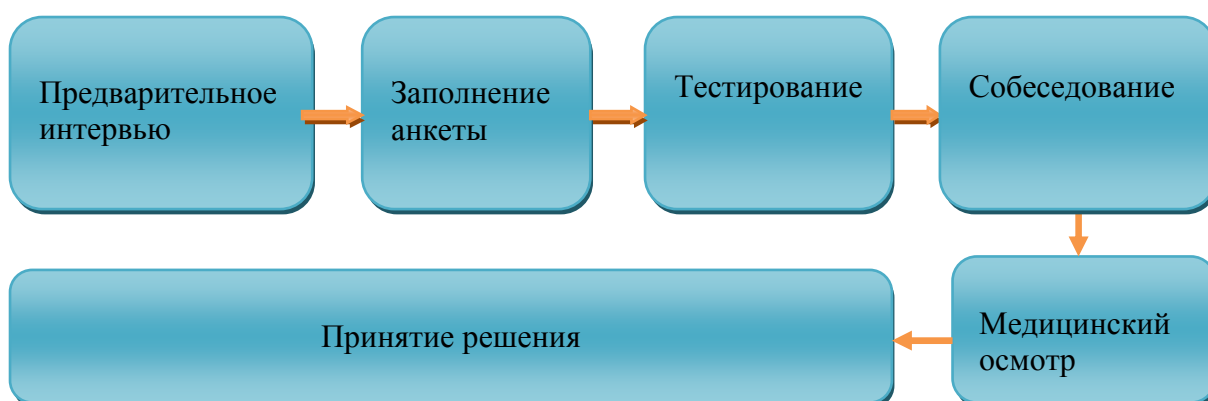 Предварительное
интервью
Заполнение
анкеты
Тестирование
Собеседование
Медицинский
осмотр
Принятие решения